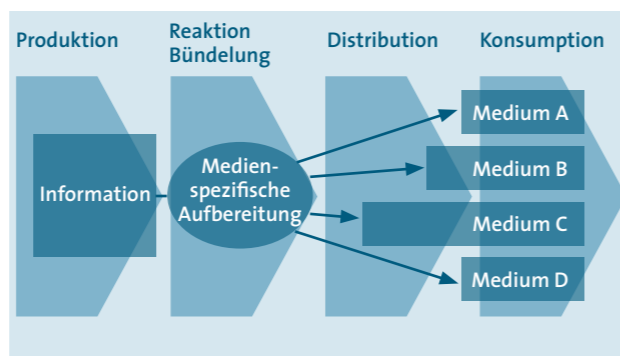 Produktion
Reaktion
Bündelung
Distribution
Konsumption
Information
Medien-
spezifische
Aufbereitung
Medium A
Medium B
Medium C
Medium D